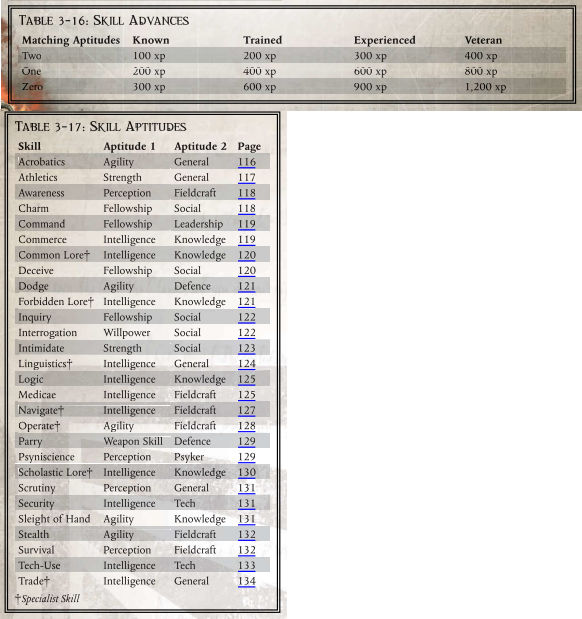 Table 3-16: Skill Advances
Matching Aptitudes Known Trained Experienced Veteran
Two 100 xp 200 xp 300 xp 400 xp
One 200 xp 400 xp 600 xp 800 xp
Zero 300 xp 600 xp 900 xp 1,200 xp
Table 3-17: Skill Aptitudes
Skill Aptitude 1 Aptitude 2 Page
Acrobatics Agility General 116
Athletics Strength General 117
Awareness Perception Fieldcraft 118
Charm Fellowship Social 118
Command Fellowship Leadership 119
Commerce Intelligence Knowledge 119
Common Lore† Intelligence Knowledge 120
Deceive Fellowship Social 120
Dodge Agility Defence 121
Forbidden Lore† Intelligence Knowledge 121
Inquiry Fellowship Social 122
Interrogation Willpower Social 122
Intimidate Strength Social 123
Linguistics† Intelligence General 124
Logic Intelligence Knowledge 125
Medicae Intelligence Fieldcraft 125
Navigate† Intelligence Fieldcraft 127
Operate† Agility Fieldcraft 128
Parry Weapon Skill Defence 129
Psyniscience Perception Psyker 129
Scholastic Lore† Intelligence Knowledge 130
Scrutiny Perception General 131
Security Intelligence Tech 131
Sleight of Hand Agility Knowledge 131
Stealth Agility Fieldcraft 132
Survival Perception Fieldcraft 132
Tech-Use Intelligence Tech 133
Trade† Intelligence General 134
†Specialist Skill